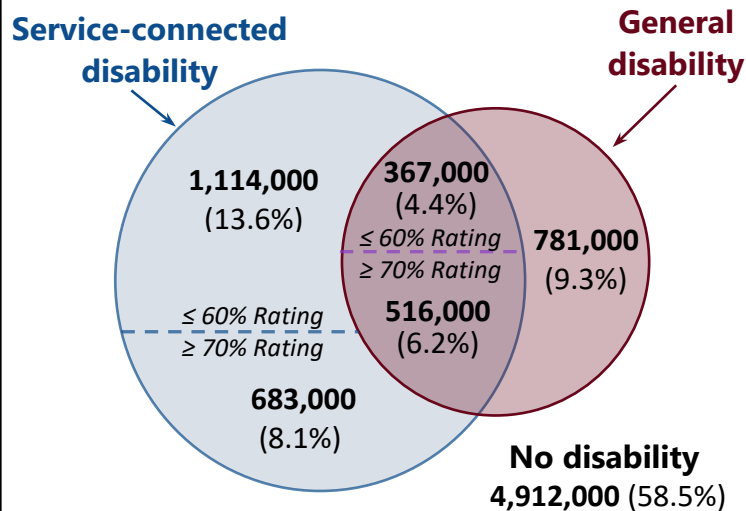 Service-connected
disability
General
disability
1,114,000
(13.6%)
367,000
(4.4%)
≤ 60% Rating
≥ 70% Rating
516,000
(6.2%)
781,000
(9.3%)
≤ 60% Rating
≥ 70% Rating
683,000
(8.1%)
No disability
4,912,000 (58.5%)